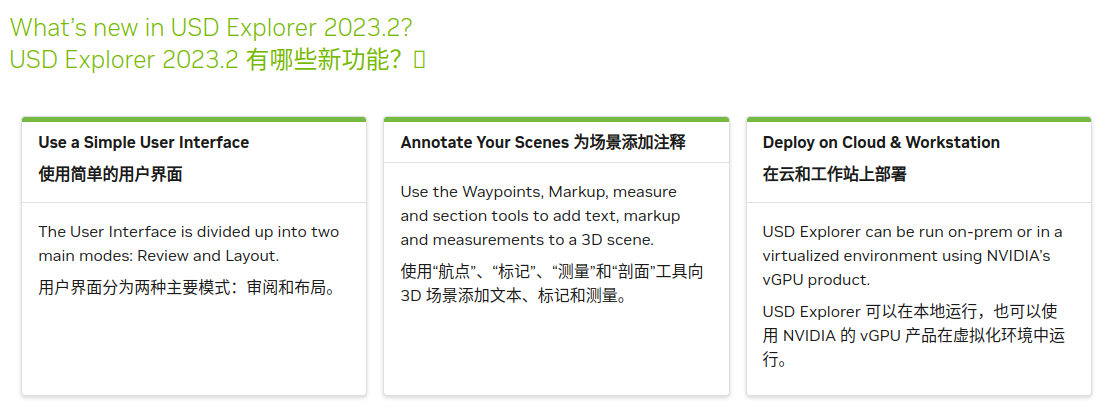 What's new in USD Explorer 2023.2?
USD Explorer 2023.2 有哪些新功能？
Use a Simple User Interface
使用简单的用户界面
The User Interface is divided up into two
main modes: Review and Layout.
用户界面分为两种主要模式：审阅和布局。
Annotate Your Scenes 为场景添加注释
Use the Waypoints, Markup, measure
and section tools to add text, markup
and measurements to a 3D scene.
使用“航点”、“标记”、“测量”和“剖面”工具向
3D 场景添加文本、标记和测量。
Deploy on Cloud & Workstation
在云和工作站上部署
USD Explorer can be run on-prem or in a
virtualized environment using NVIDIA's
vGPU product.
USD Explorer 可以在本地运行，也可以使
用 NVIDIA 的 vGPU 产品在虚拟化环境中运
行。